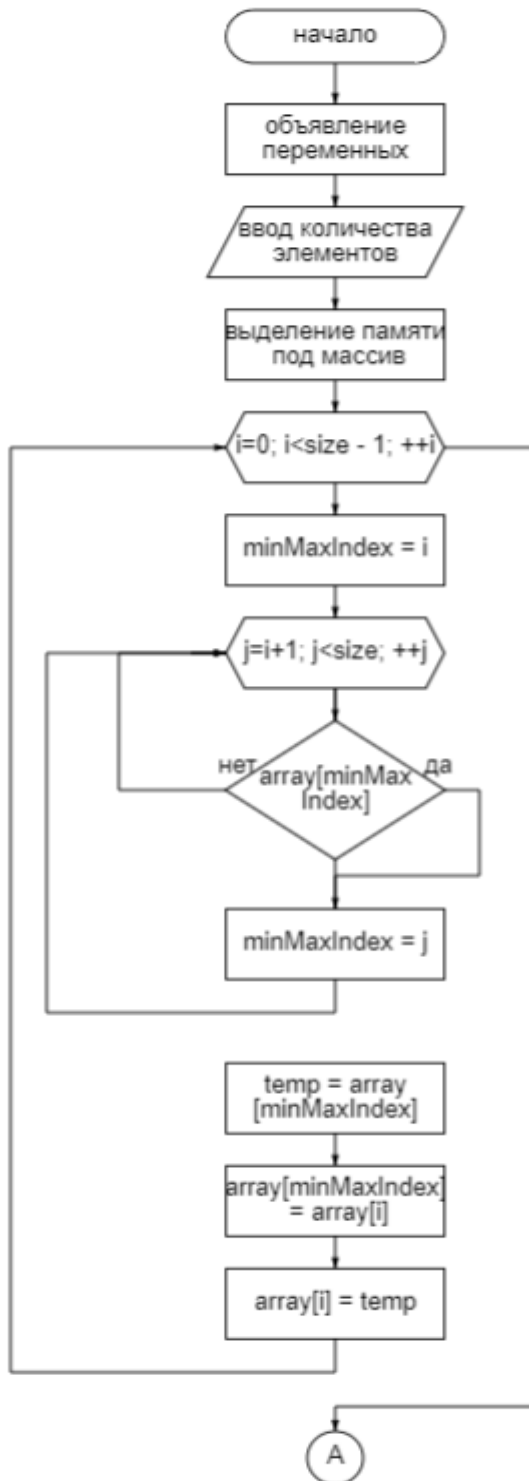 начало
объявление
переменных
ввод количества
элементов
выделение памяти
под массив
i=0; i<size - 1; ++i
minMaxIndex = i
j=i+1; j<size; ++j
нет
да
array[minMax
Index]
minMaxIndex = j
temp = array
[minMaxIndex]
array[minMaxIndex]
= array[i]
array[i] = temp
A